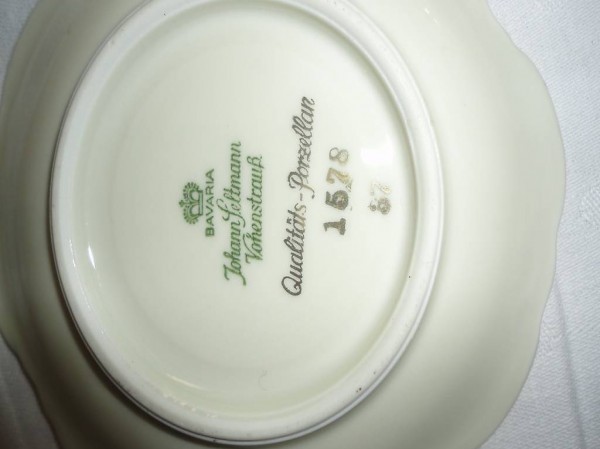 BAVARIA
Johann Seltmann
Vohenstrauß
Qualitäts-Porzellan
1578
37